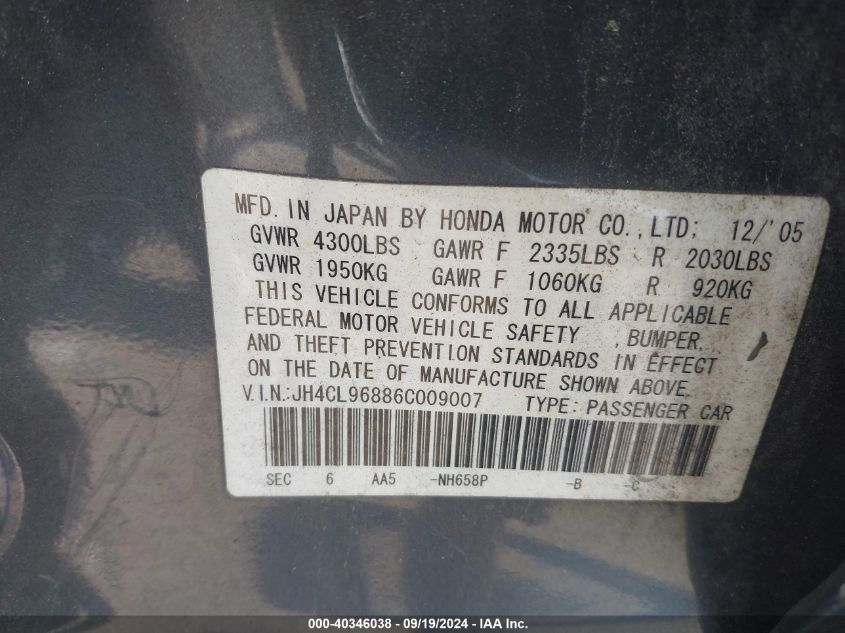 MFD. IN JAPAN BY HONDA MOTOR CO., LTD: 12/'05
GVWR 4300LBS GAWR F 2335LBS R 2030LBS
GVWR 1950KG GAWR F 1060KG R 920KG
THIS VEHICLE CONFORMS TO ALL APPLICABLE
FEDERAL MOTOR VEHICLE SAFETY , BUMPER,
AND THEFT PREVENTION STANDARDS IN EFFECT
ON THE DATE OF MANUFACTURE SHOWN ABOVE.
V.I.N.:JH4CL96886C009007 TYPE: PASSENGER CAR
SEC 6 AA5 -NH658P -B -C
000-40346038 - 09/19/2024 - IAA Inc.